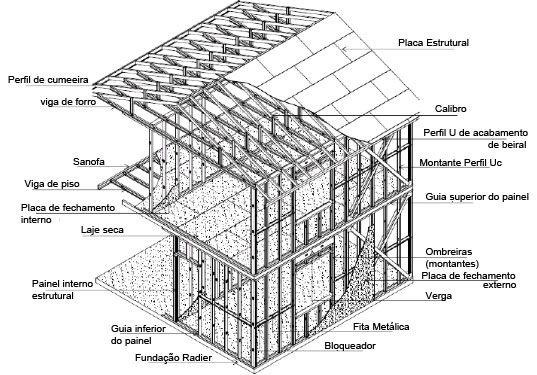 Placa Estrutural
Perfil de cumeeira
viga de forro
Calibro
Perfil U de acabamento
de beiral
Sanofa
Montante Perfil Uc
Viga de piso
Guia superior do painel
Placa de fechamento
interno
Laje seca
Ombreiras
(montantes)
Placa de fechamento
externo
Painel interno
estrutural
Verga
Guia inferior
do painel
Fita Metálica
Bloqueador
Fundação Radier